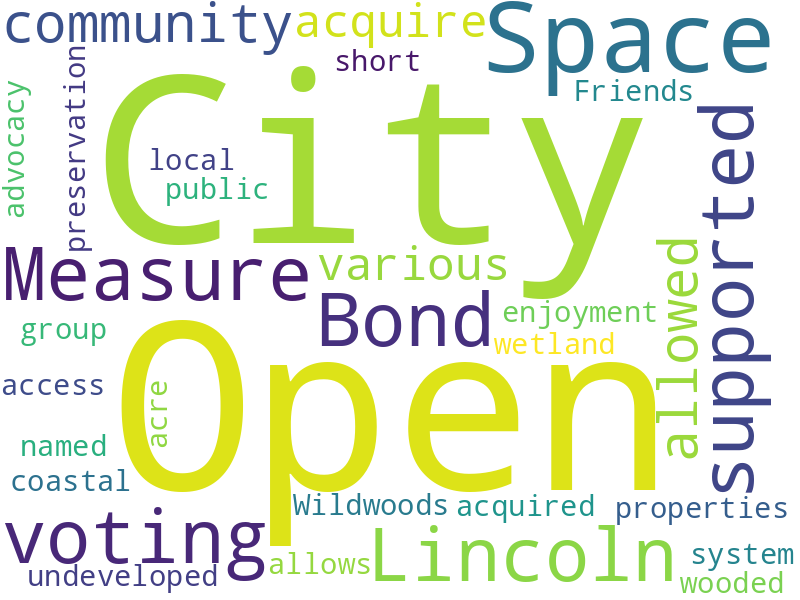 community
acquire
Space
short
Friends
advocacy
preservation
City
local
public
supported
Measure
various
allowed
Bond
enjoyment
group
wetland
Open
access
acre
named
coastal
Wildwoods
acquired
properties
voting
Lincoln
system
allows
undeveloped
wooded